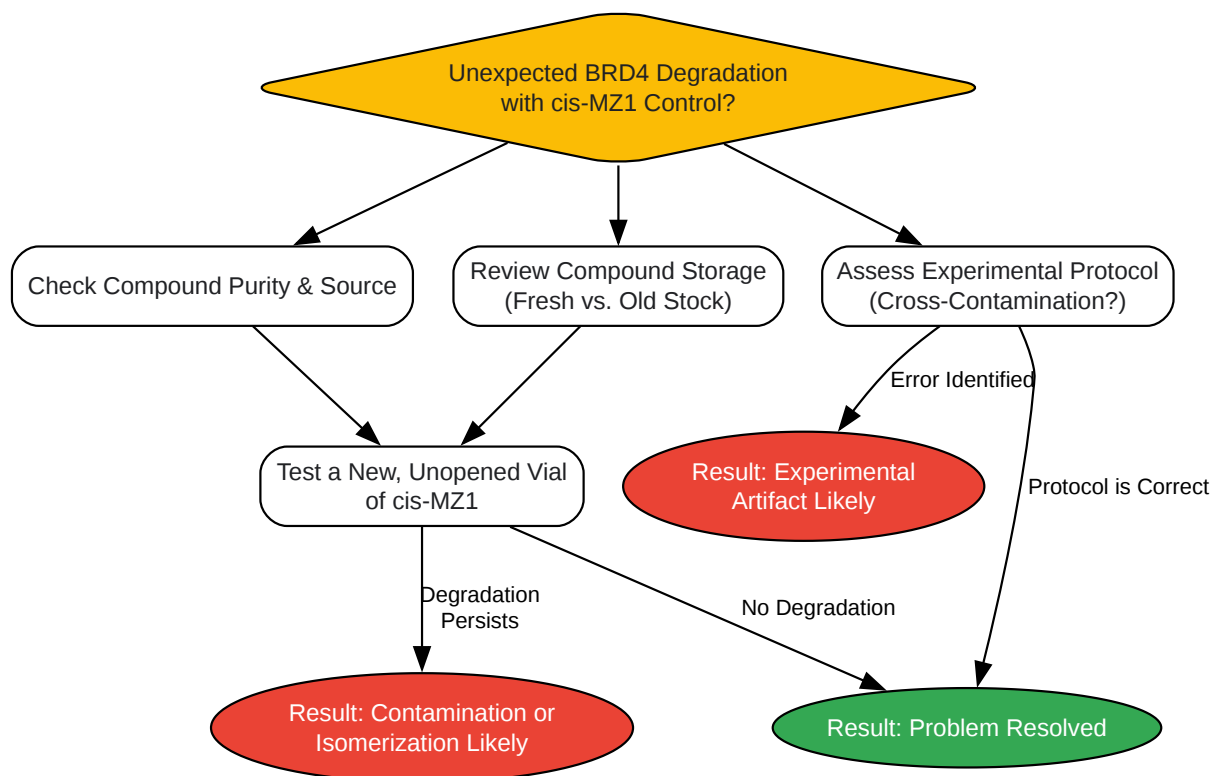 Unexpected BRD4 Degradation
with cis-MZ1 Control?
Check Compound Purity & Source
Review Compound Storage
(Fresh vs. Old Stock)
Assess Experimental Protocol
(Cross-Contamination?)
Error Identified
Test a New, Unopened Vial
of cis-MZ1
Result: Experimental
Artifact Likely
Protocol is Correct
Degradation
Persists
No Degradation
Result: Contamination or
Isomerization Likely
Result: Problem Resolved